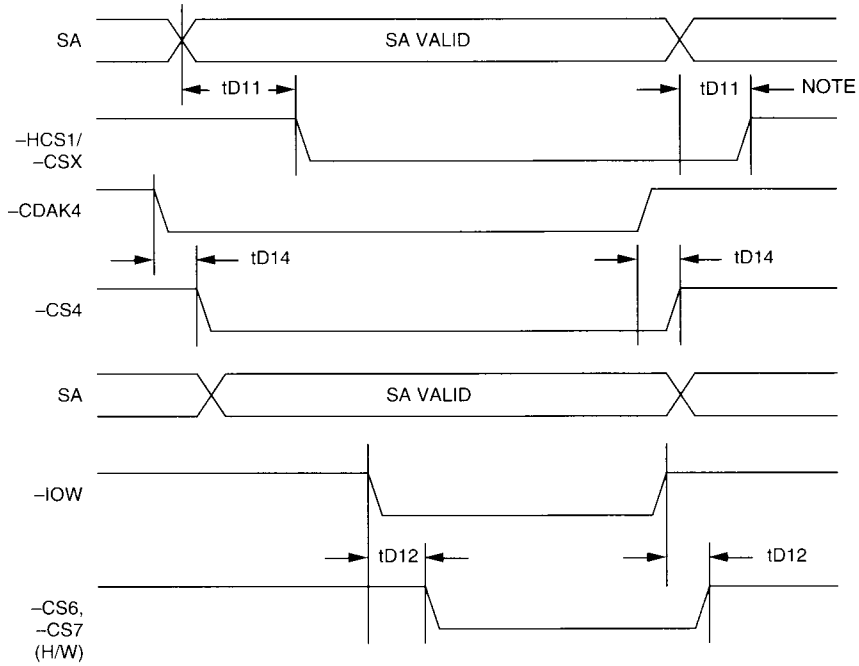 SA
SA VALID
tD11
tD11
NOTE
–HCS1/
–CSX
–CDAK4
tD14
tD14
–CS4
SA
SA VALID
–IOW
tD12
tD12
–CS6,
–CS7
(H/W)